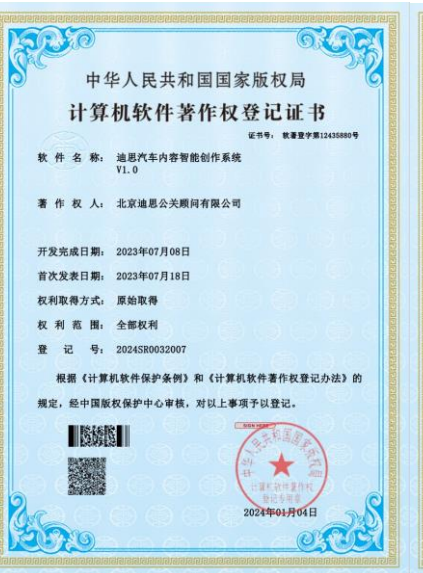 中华人民共和国国家版权局
计算机软件著作权登记证书
证书号: 软著登字第12435880号
软件名称: 迪思汽车内容智能创作系统
V1.0
著作权人: 北京迪思公关顾问有限公司
开发完成日期: 2023年07月08日
首次发表日期: 2023年07月18日
权利取得方式: 原始取得
权利范围: 全部权利
登记号: 2024SR0032007
根据《计算机软件保护条例》和《计算机软件著作权登记办法》的
规定,经中国版权保护中心审核,对以上事项予以登记。
中华人民共和国国家版权局
计算机软件著作权
登记专用章
2024年01月04日